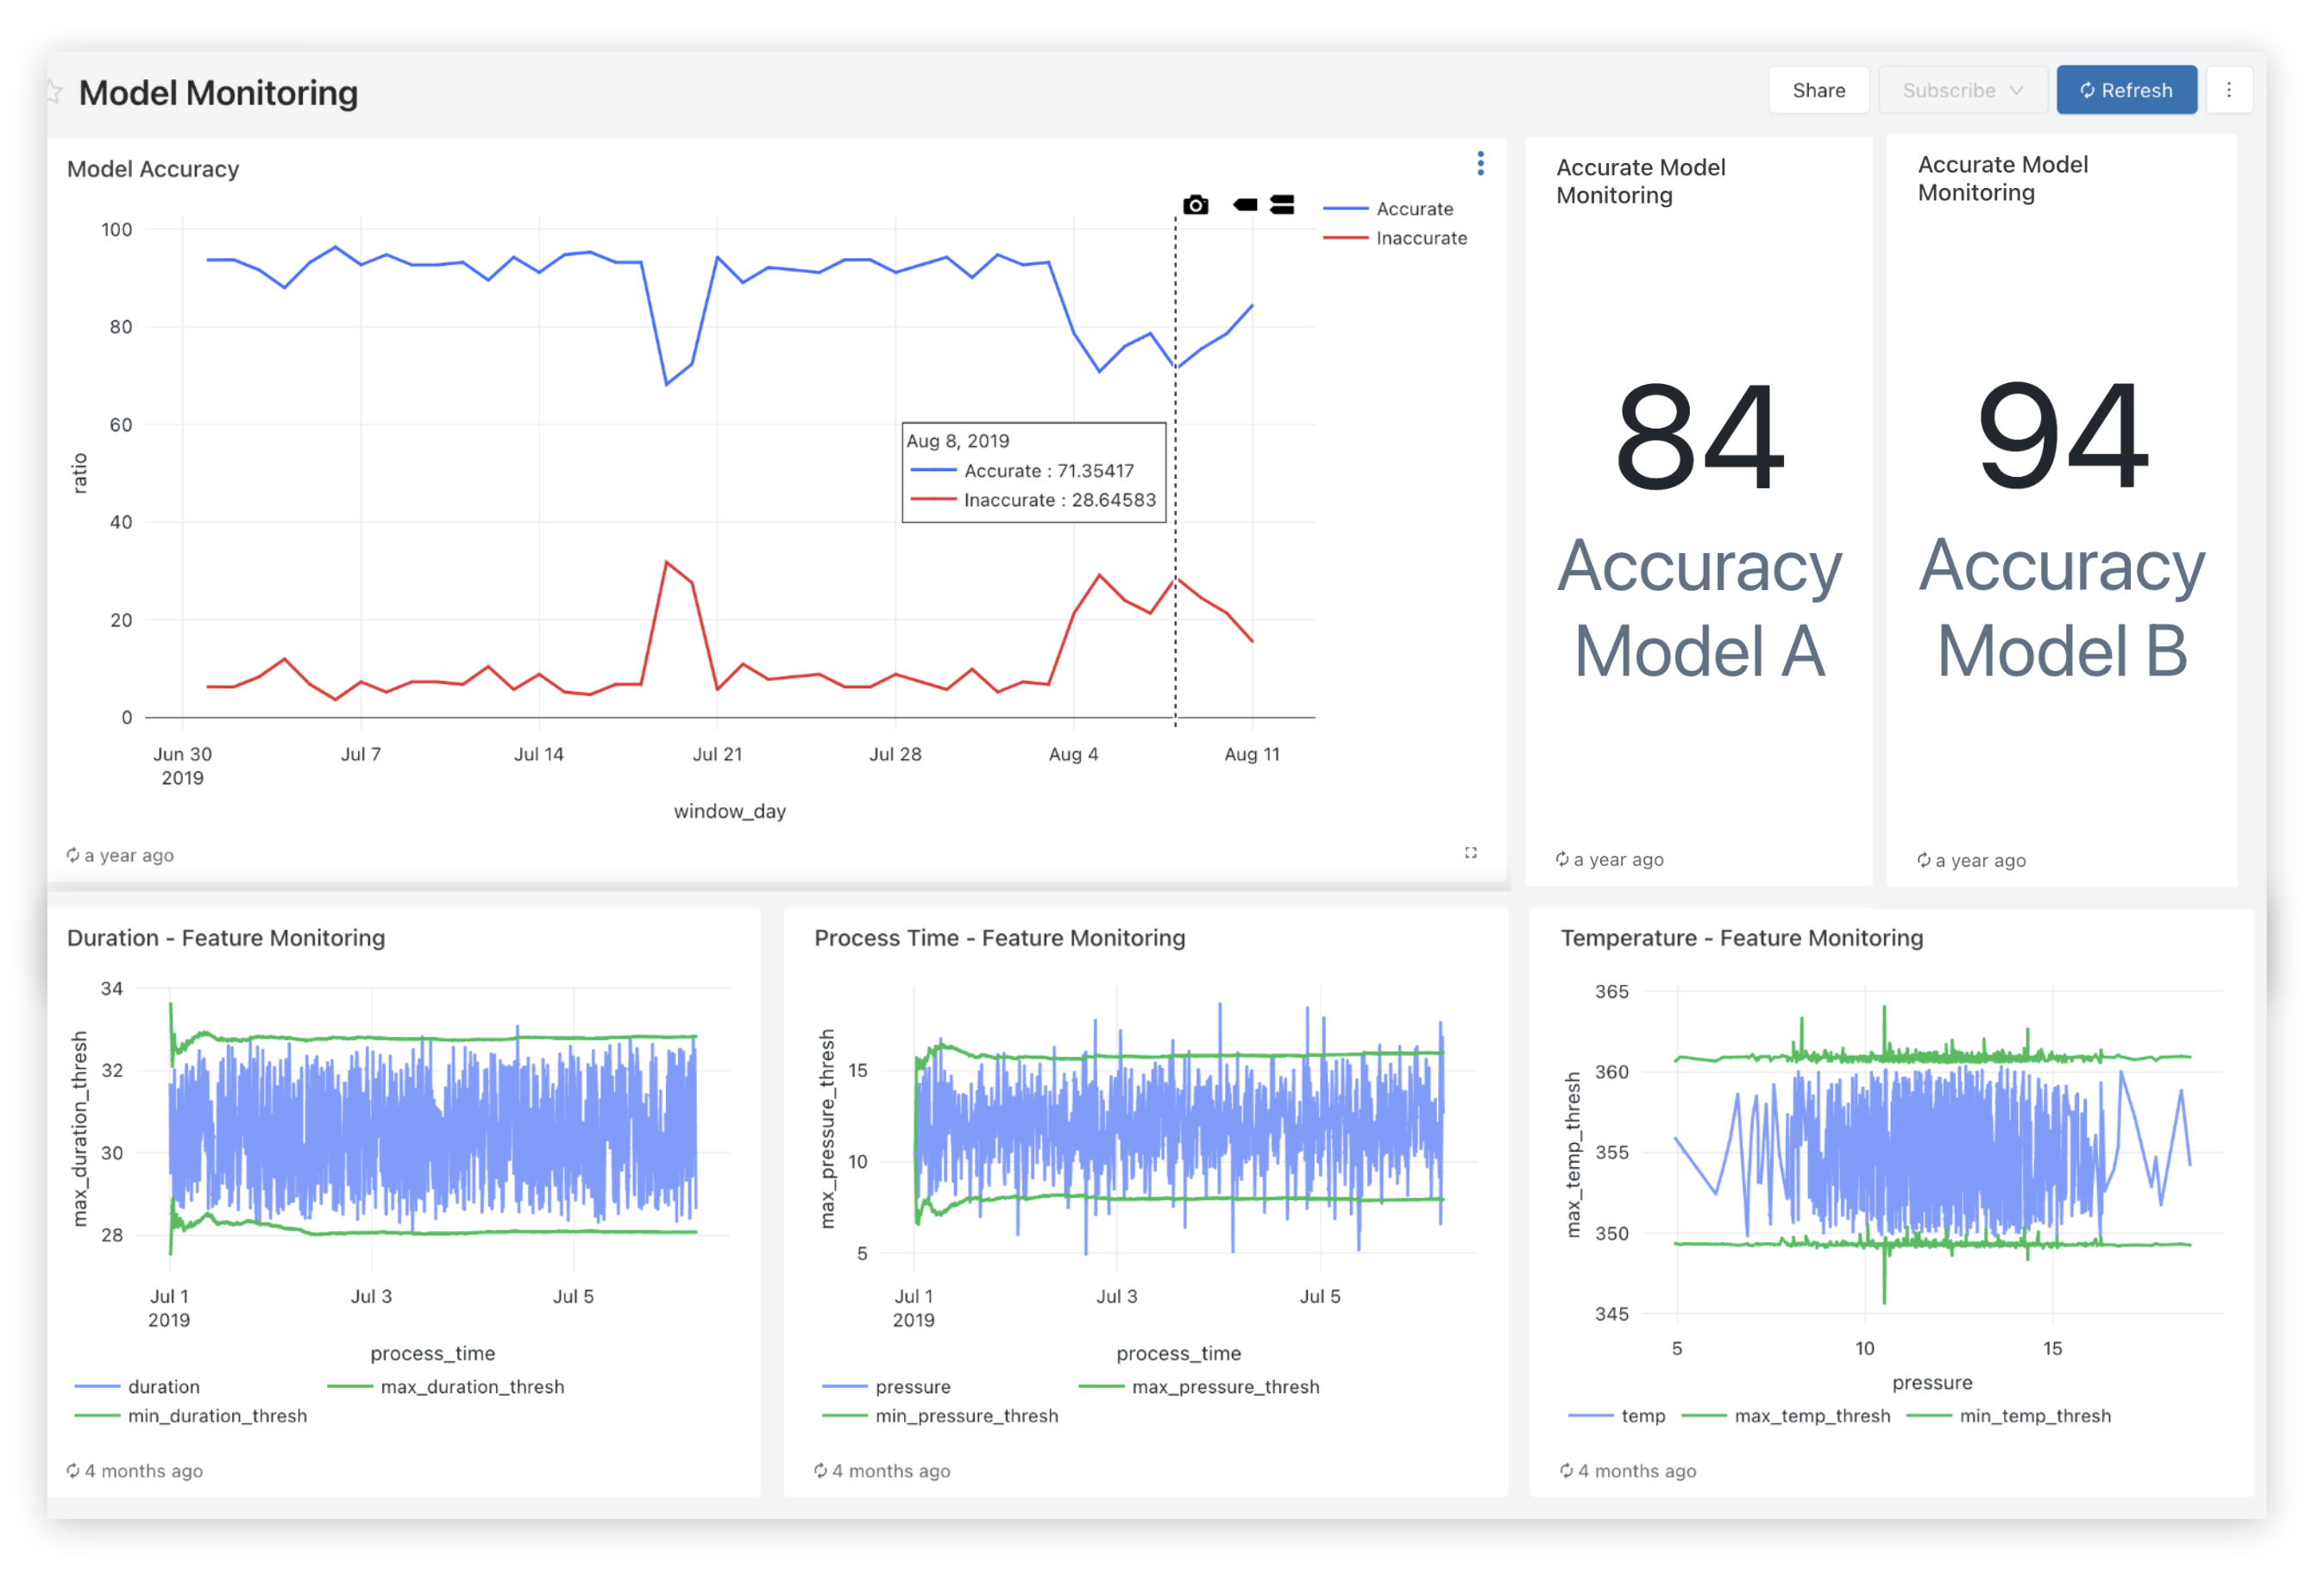 Model Monitoring
Share
Subscribe
Refresh
Model Accuracy
Accurate
Inaccurate
100
80
60
40
20
0
ratio
Aug 8, 2019
Accurate : 71.35417
Inaccurate : 28.64583
Jun 30
2019
Jul 7
Jul 14
Jul 21
Jul 28
Aug 4
Aug 11
window_day
a year ago
Accurate Model
Monitoring
84
Accuracy
Model A
a year ago
Accurate Model
Monitoring
94
Accuracy
Model B
a year ago
Duration - Feature Monitoring
34
32
30
28
max_duration_thresh
Jul 1
2019
Jul 3
Jul 5
process_time
duration
max_duration_thresh
min_duration_thresh
4 months ago
Process Time - Feature Monitoring
15
10
5
max_pressure_thresh
Jul 1
2019
Jul 3
Jul 5
process_time
pressure
max_pressure_thresh
min_pressure_thresh
4 months ago
Temperature - Feature Monitoring
365
360
355
350
345
max_temp_thresh
5
10
15
pressure
temp
max_temp_thresh
min_temp_thresh
4 months ago